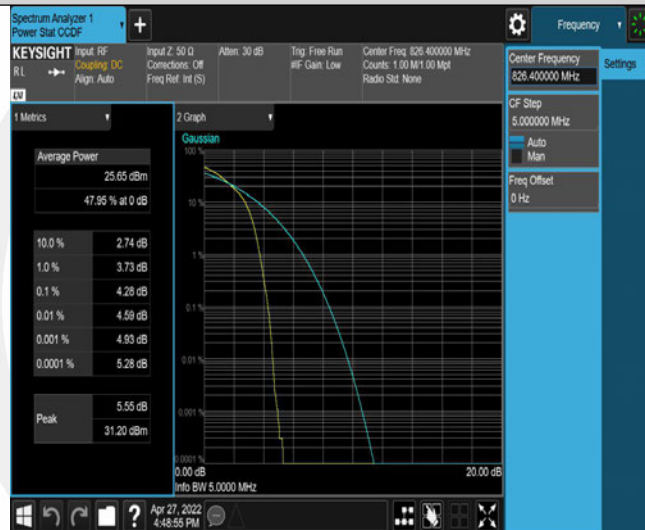 Spectrum Analyzer 1
Power Stat CCDF
+
Frequency
KEYSIGHT
RL
LXI
Input: RF
Coupling: DC
Align: Auto
Input Z: 50 Ω
Corrections: Off
Freq Ref: Int (S)
Atten: 30 dB
Trig: Free Run
#IF Gain: Low
Center Freq: 826.400000 MHz
Counts: 1.00 M/1.00 Mpt
Radio Std: None
Center Frequency
826.400000 MHz
Settings
CF Step
5.000000 MHz
Auto
Man
Freq Offset
0 Hz
1 Metrics
Average Power
25.65 dBm
47.95 % at 0 dB
10.0 % 2.74 dB
1.0 % 3.73 dB
0.1 % 4.28 dB
0.01 % 4.59 dB
0.001 % 4.93 dB
0.0001 % 5.28 dB
Peak
5.55 dB
31.20 dBm
2 Graph
Gaussian
100 %
10 %
1 %
0.1 %
0.01 %
0.001 %
0.0001 %
0.00 dB 20.00 dB
Info BW 5.0000 MHz
?
Apr 27, 2022
4:48:55 PM